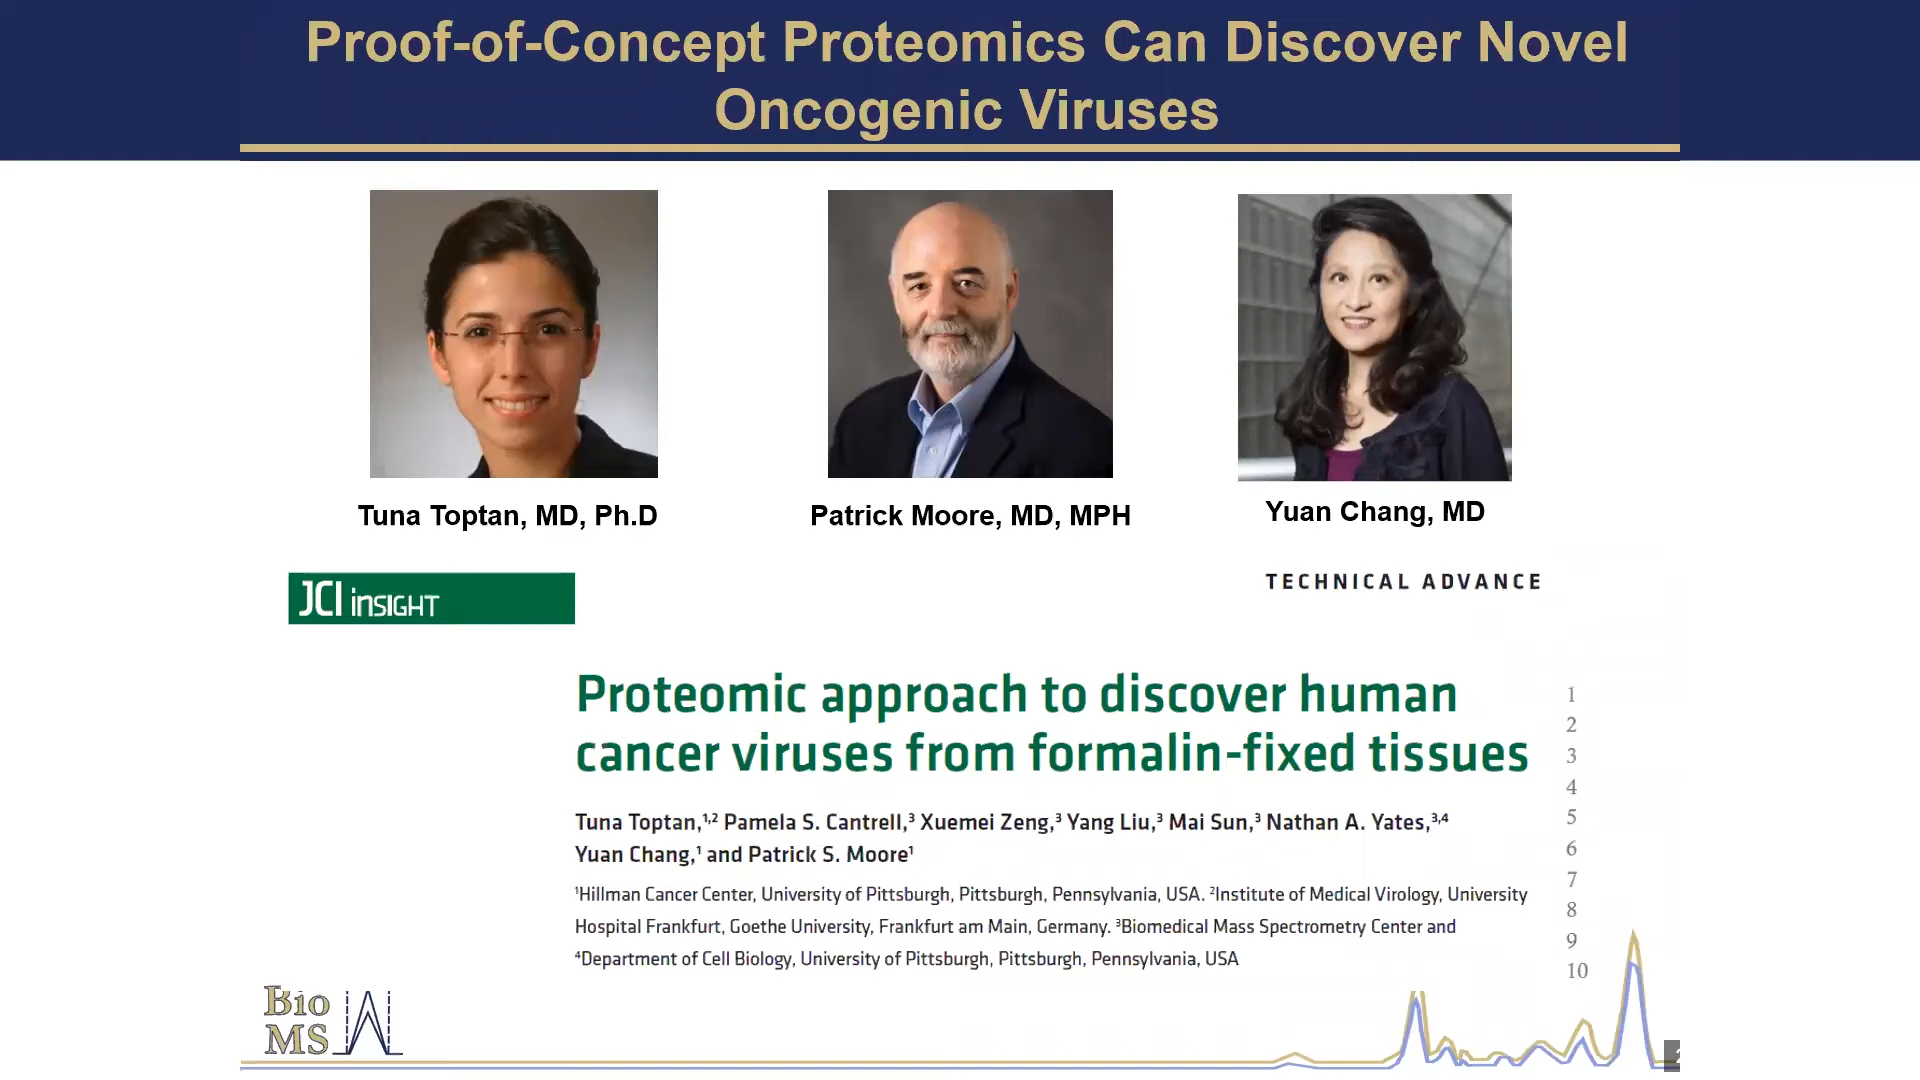 Proof-of-Concept Proteomics Can Discover Novel
Oncogenic Viruses
Tuna Toptan, MD, Ph.D
Patrick Moore, MD, MPH
Yuan Chang, MD
JCI insight
TECHNICAL ADVANCE
Proteomic approach to discover human
cancer viruses from formalin-fixed tissues
Tuna Toptan,¹,² Pamela S. Cantrell,³ Xuemei Zeng,³ Yang Liu,³ Mai Sun,³ Nathan A. Yates,³,⁴
Yuan Chang,¹ and Patrick S. Moore¹
¹Hillman Cancer Center, University of Pittsburgh, Pittsburgh, Pennsylvania, USA. ²Institute of Medical Virology, University
Hospital Frankfurt, Goethe University, Frankfurt am Main, Germany. ³Biomedical Mass Spectrometry Center and
⁴Department of Cell Biology, University of Pittsburgh, Pittsburgh, Pennsylvania, USA
1
2
3
4
5
6
7
8
9
10
Bio
MS